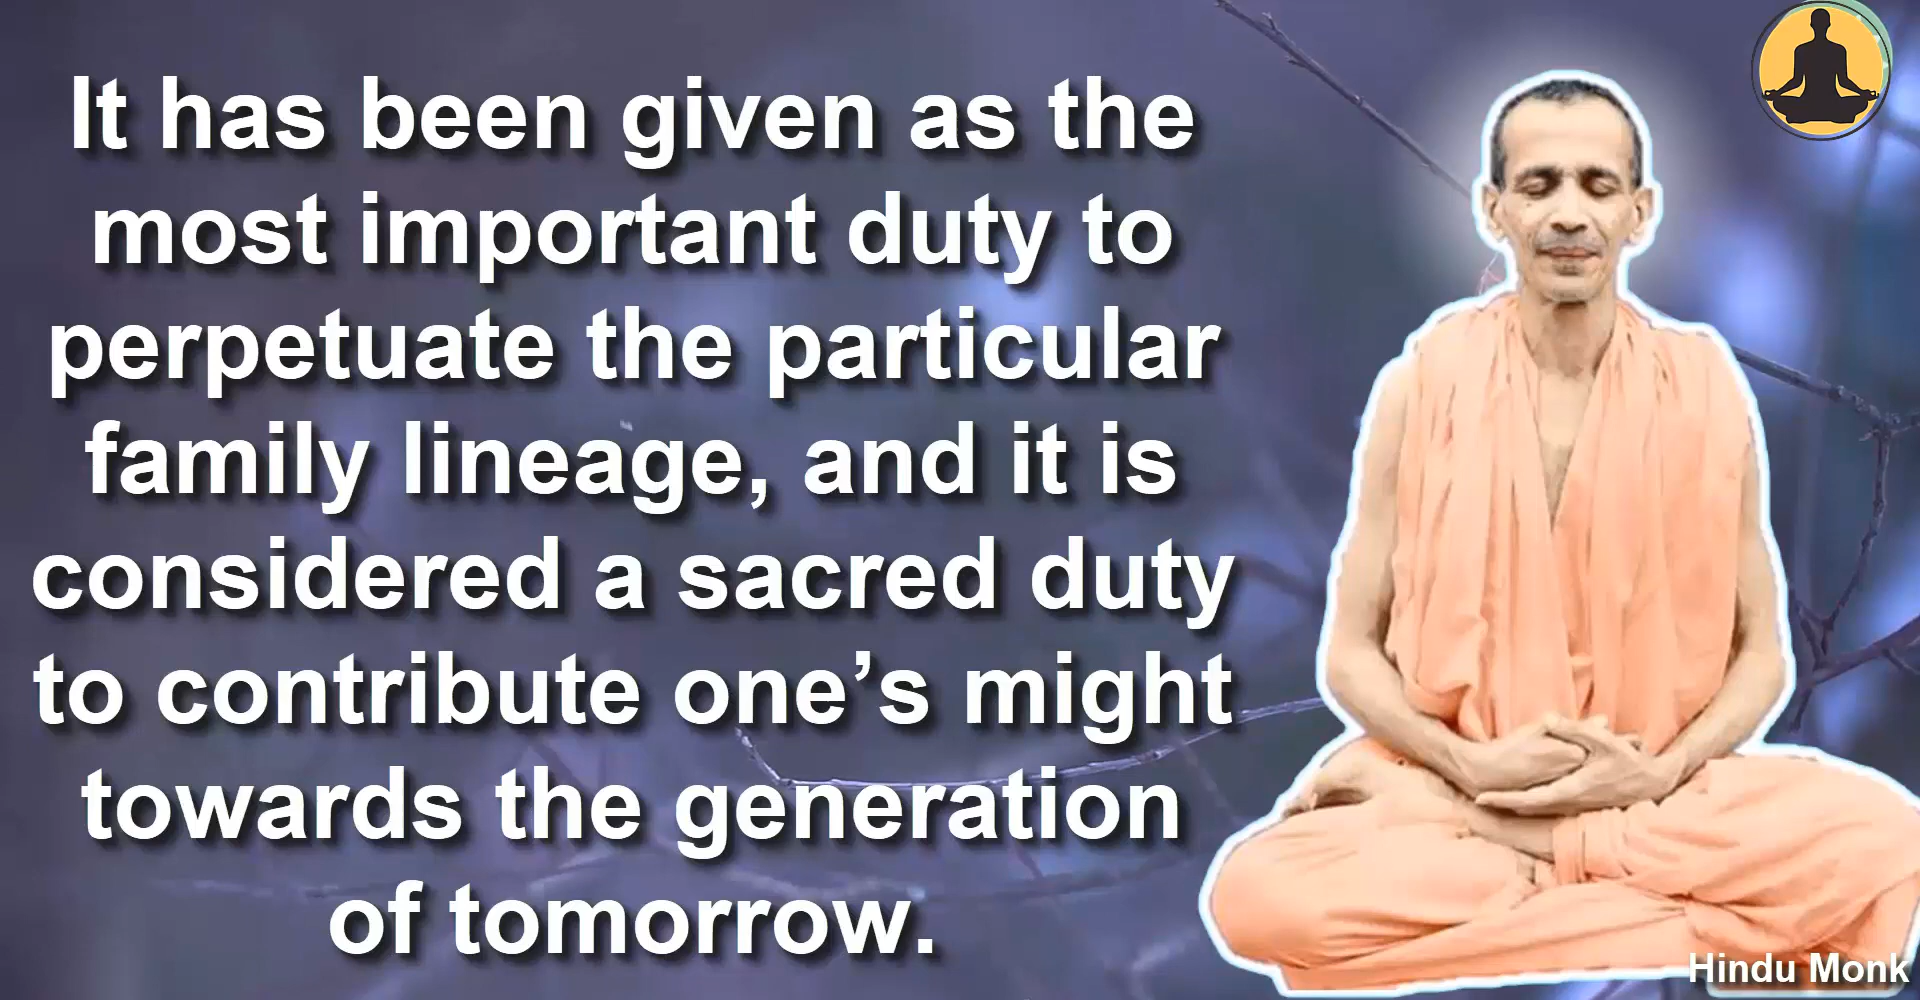 It has been given as the
most important duty to
perpetuate the particular
family lineage, and it is
considered a sacred duty
to contribute one’s might
towards the generation
of tomorrow.
Hindu Monk